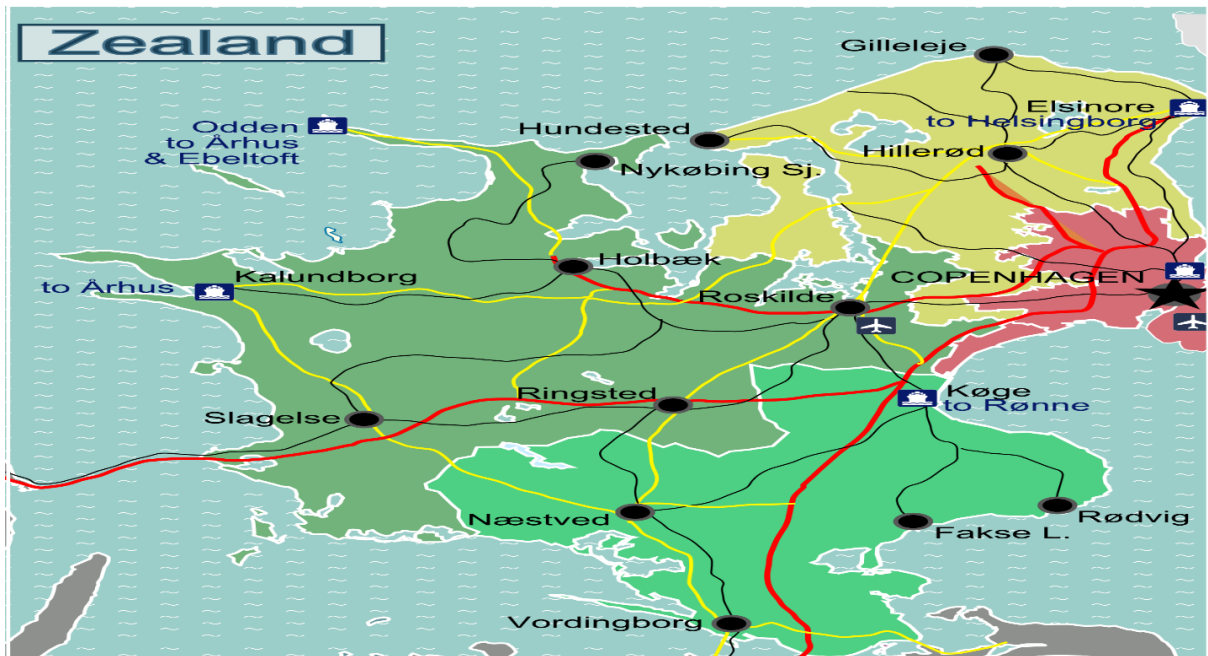 Zealand
Gilleleje
Elsinore
to Helsingborg
Odden
to Århus
& Ebeltoft
Hundested
Hillerød
Nykøbing Sj.
Holbæk
Kalundborg
to Århus
COPENHAGEN
Roskilde
Ringsted
Køge
to Rønne
Slagelse
Næstved
Rødvig
Fakse L.
Vordingborg